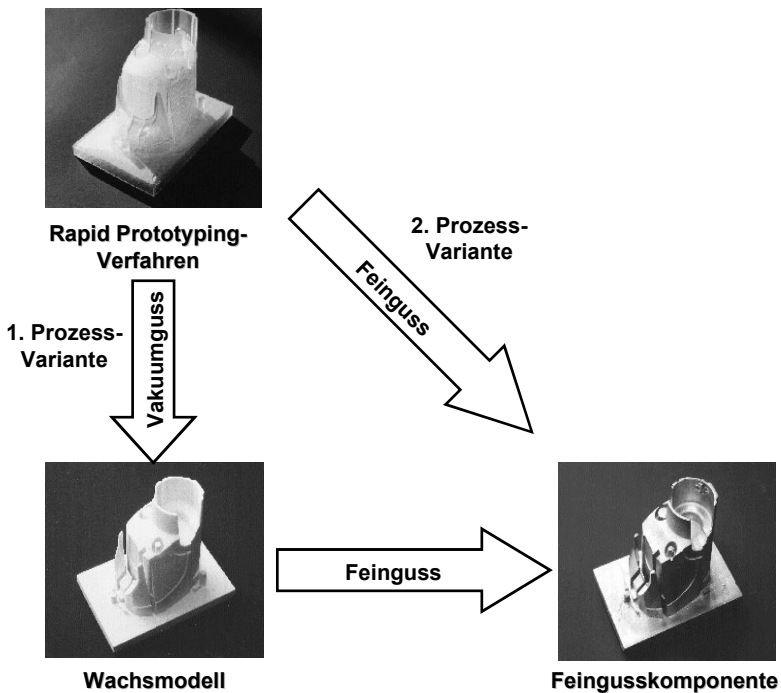 Rapid Prototyping-
Verfahren
2. Prozess-
Variante
Feinguss
1. Prozess-
Variante
Vakuumguss
Feinguss
Wachsmodell
Feingusskomponente